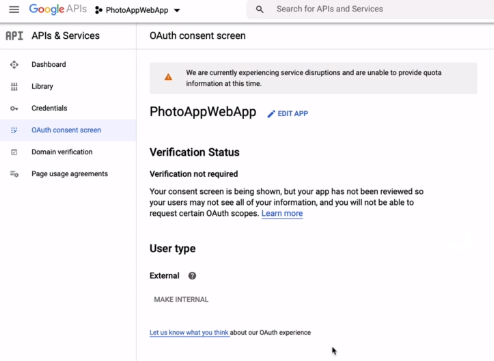 Google APIs PhotoAppWebApp Search for APIs and Services
API APIs & Services
OAuth consent screen
Dashboard
Library
Credentials
OAuth consent screen
Domain verification
Page usage agreements
We are currently experiencing service disruptions and are unable to provide quota
information at this time.
PhotoAppWebApp EDIT APP
Verification Status
Verification not required
Your consent screen is being shown, but your app has not been reviewed so
your users may not see all of your information, and you will not be able to
request certain OAuth scopes. Learn more
User type
External
MAKE INTERNAL
Let us know what you think about our OAuth experience